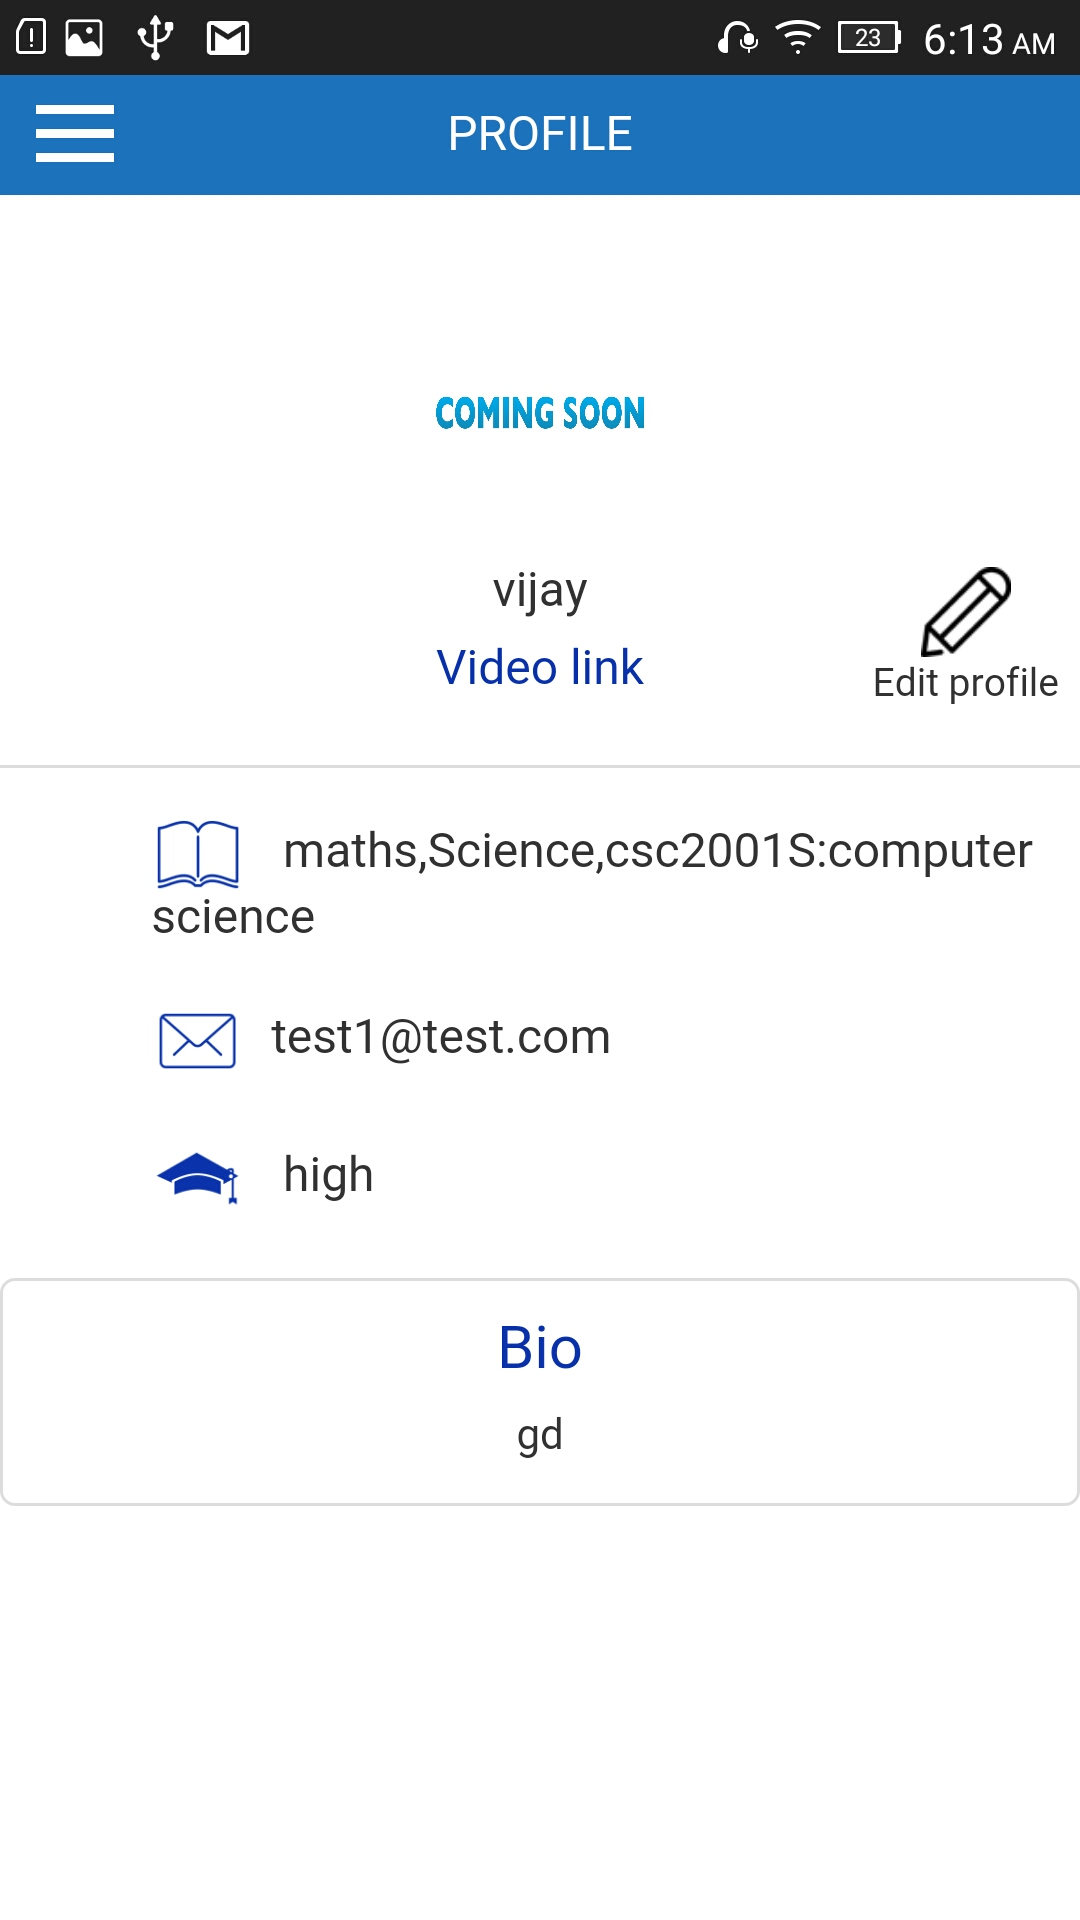 23 6:13 AM
PROFILE
COMING SOON
vijay
Video link
Edit profile
maths,Science,csc2001S:computer
science
test1@test.com
high
Bio
gd